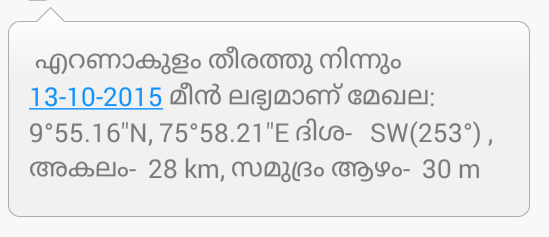 എറണാകുളം തീരത്തു നിന്നും
13-10-2015 മീൻ ലഭ്യമാണ് മേഖല:
9°55.16"N, 75°58.21"E ദിശ- SW(253°) ,
അകലം- 28 km, സമുദ്രം ആഴം- 30 m